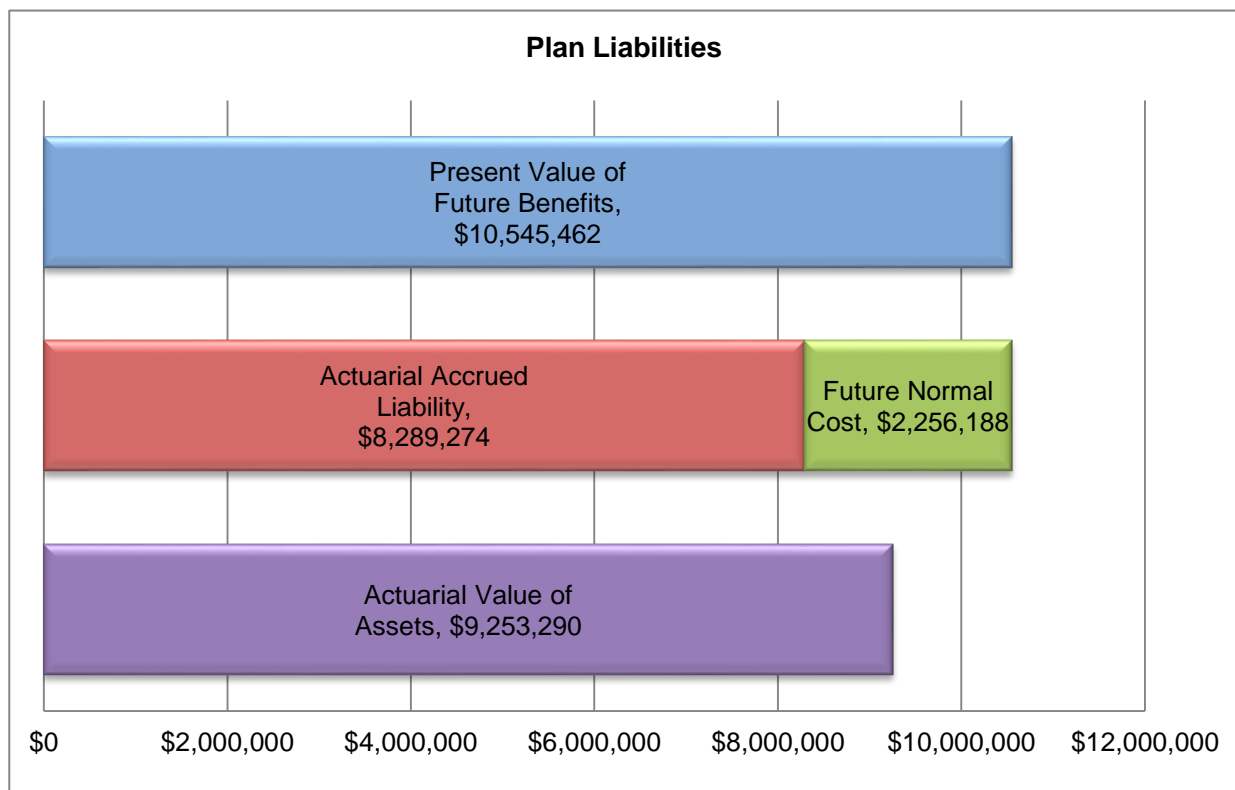 Plan Liabilities
Present Value of
Future Benefits,
$10,545,462
Actuarial Accrued
Liability,
$8,289,274
Future Normal
Cost, $2,256,188
Actuarial Value of
Assets, $9,253,290
$0 $2,000,000 $4,000,000 $6,000,000 $8,000,000 $10,000,000 $12,000,000